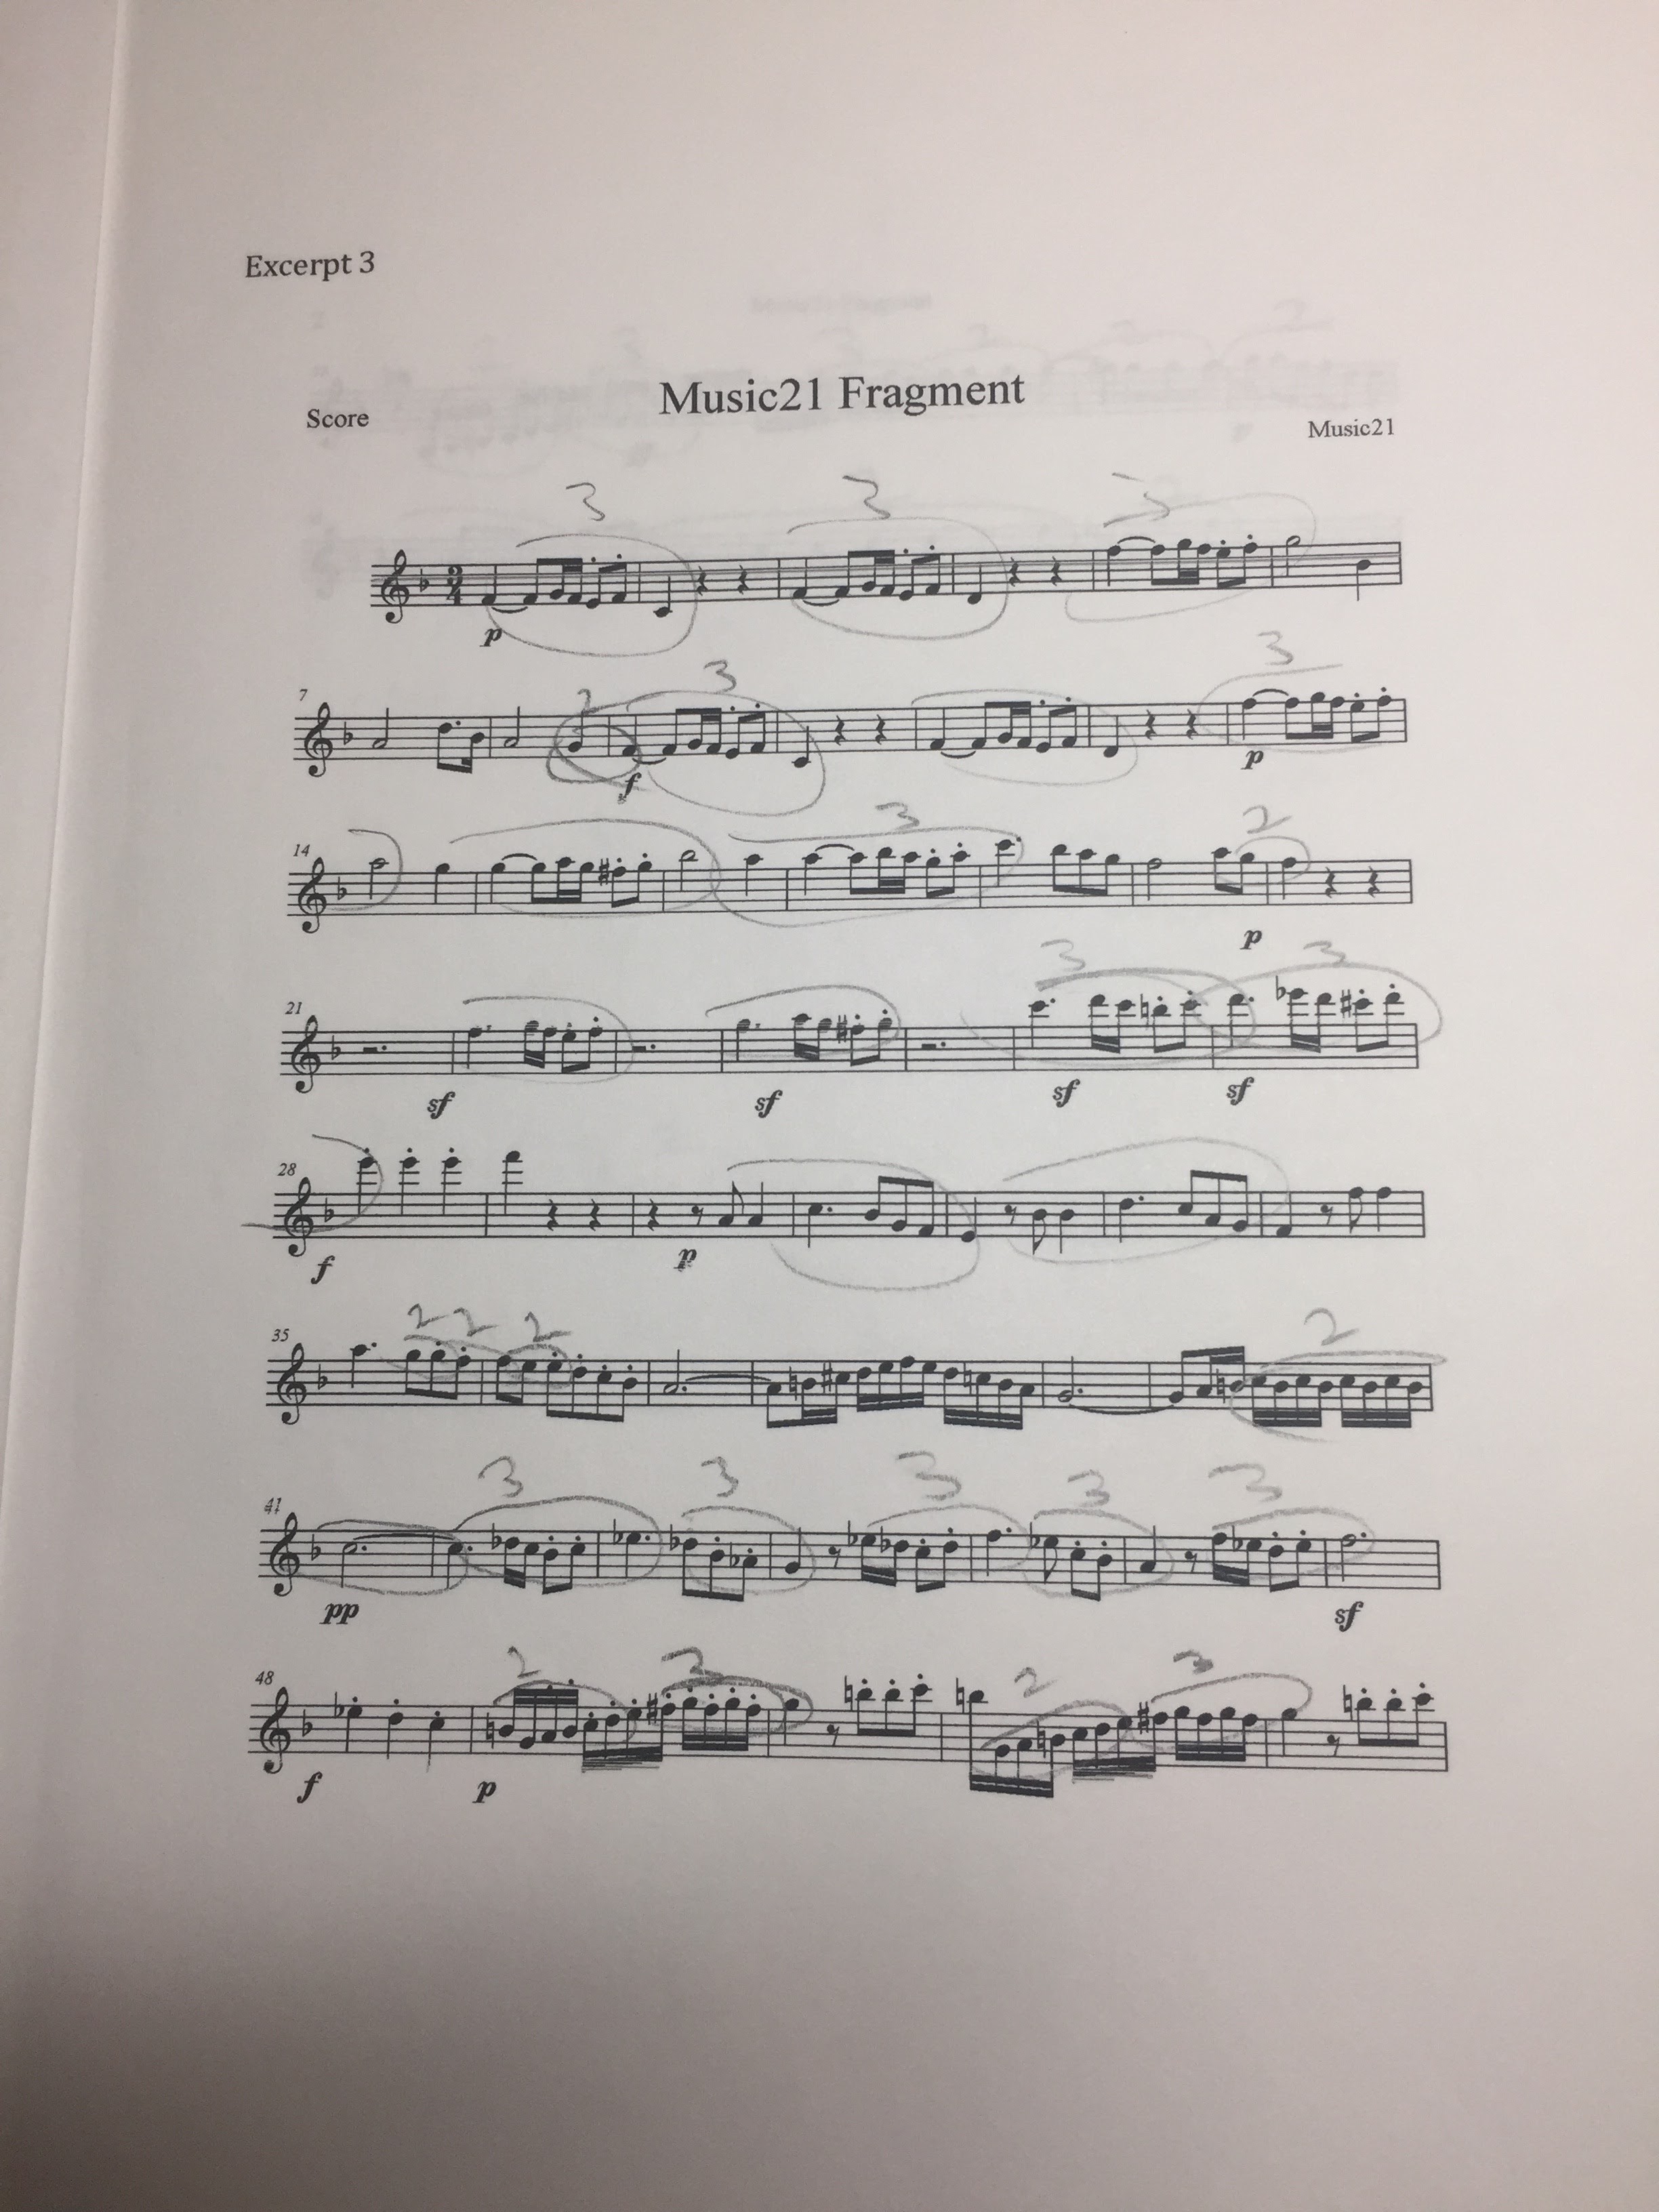 Excerpt 3
Music21 Fragment
Score
Music21
3 3 3
2
4
p
3 3
7 2
f p
3 2
14
p
3 3
21
sf sf sf sf
28
f p
2 2 2 2
35
3 3 3 3 3
41
pp sf
2 3 2 3
48
f p